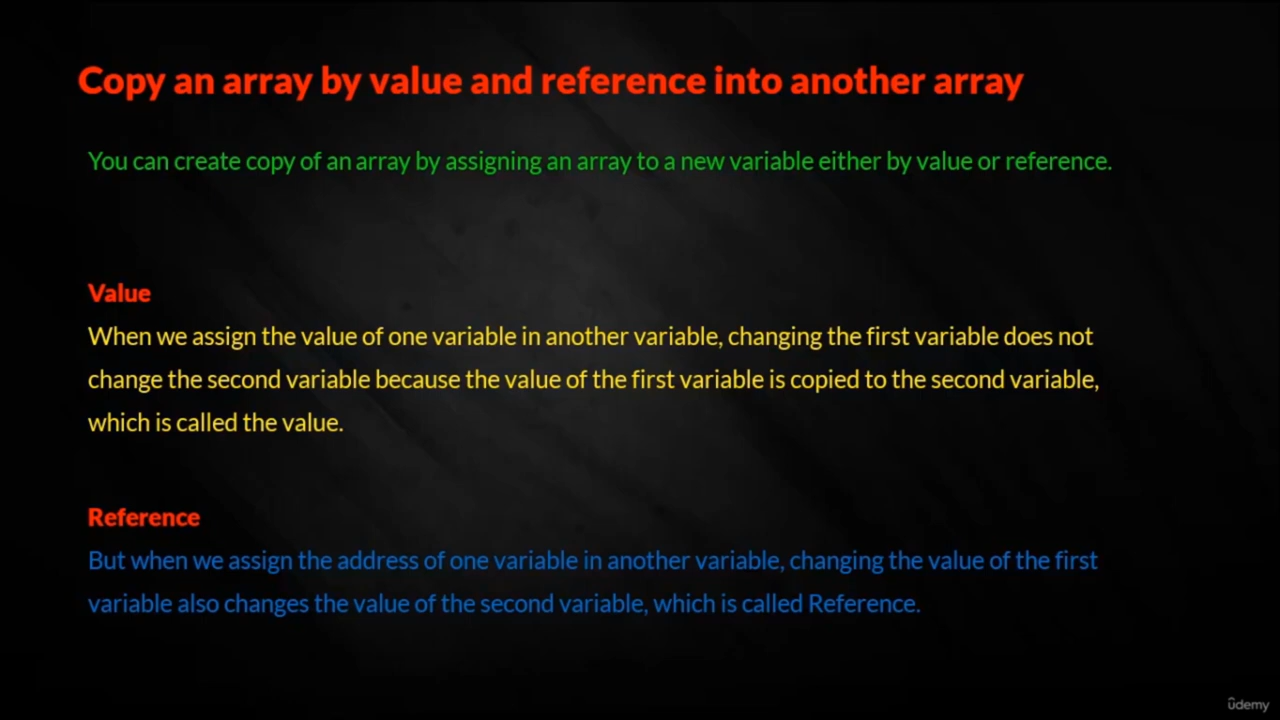 Copy an array by value and reference into another array
You can create copy of an array by assigning an array to a new variable either by value or reference.
Value
When we assign the value of one variable in another variable, changing the first variable does not
change the second variable because the value of the first variable is copied to the second variable,
which is called the value.
Reference
But when we assign the address of one variable in another variable, changing the value of the first
variable also changes the value of the second variable, which is called Reference.
ûdemy